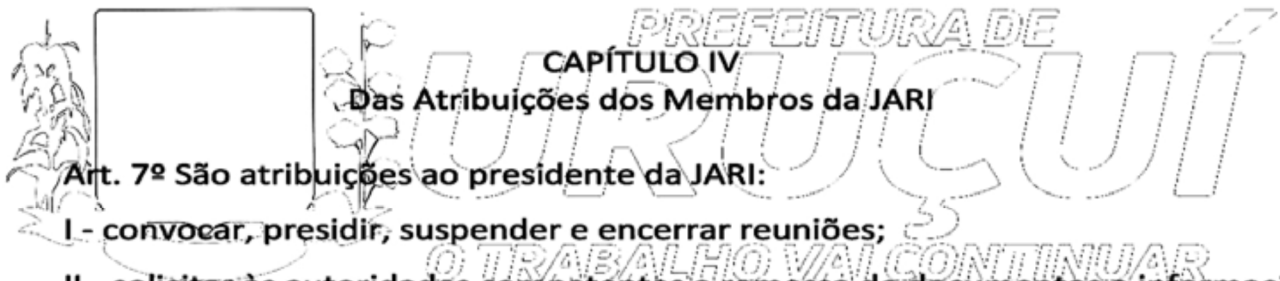 PREFEITURA DE
URUÇUÍ
CAPÍTULO IV
Das Atribuições dos Membros da JARI
Art. 7º São atribuições ao presidente da JARI:
I - convocar, presidir, suspender e encerrar reuniões;
O TRABALHO VAI CONTINUAR